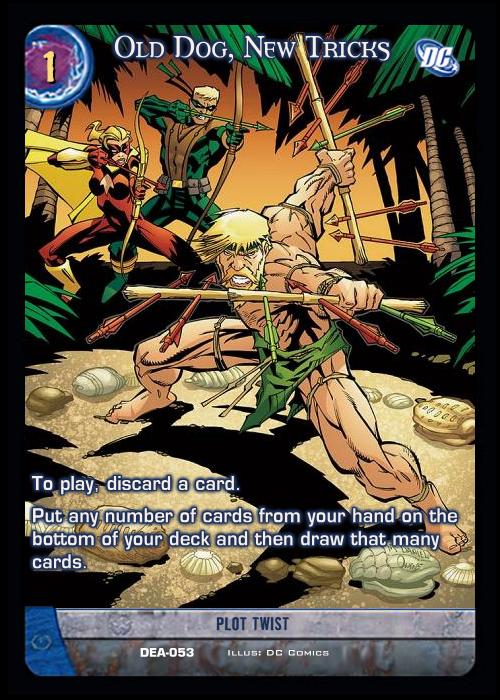 1
Old Dog, New Tricks
DC
To play, discard a card.
Put any number of cards from your hand on the
bottom of your deck and then draw that many
cards.
PLOT TWIST
DEA-053 Illus: DC Comics